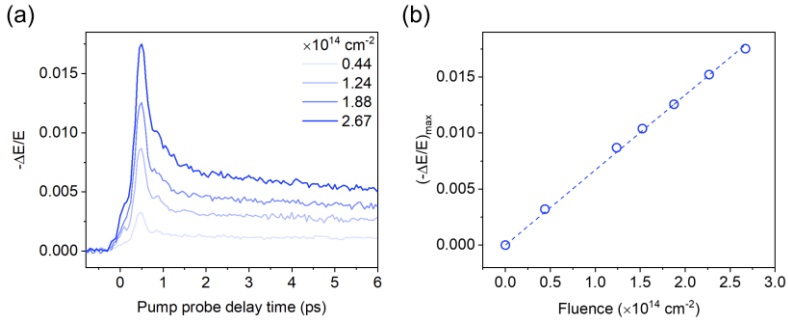 (a)
×10¹⁴ cm⁻²
0.44
1.24
1.88
2.67
-ΔE/E
0.015
0.010
0.005
0.000
0 1 2 3 4 5 6
Pump probe delay time (ps)
(b)
(-ΔE/E)max
0.015
0.010
0.005
0.000
0.0 0.5 1.0 1.5 2.0 2.5 3.0
Fluence (×10¹⁴ cm⁻²)